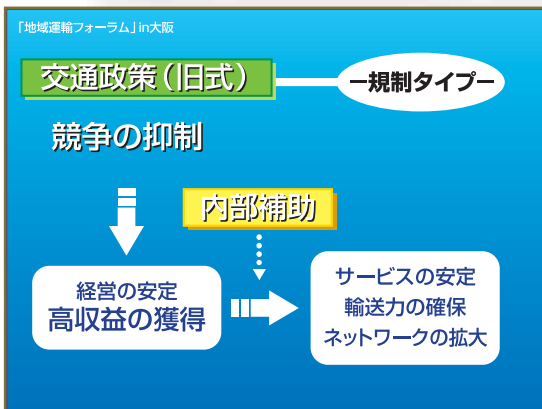 「地域運輸フォーラム」in大阪
交通政策（旧式）
ー規制タイプー
競争の抑制
内部補助
経営の安定
高収益の獲得
サービスの安定
輸送力の確保
ネットワークの拡大